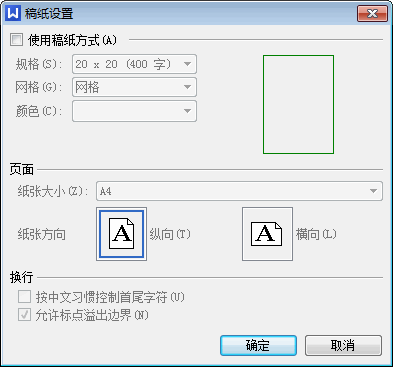 W 稿纸设置
使用稿纸方式(A)
规格(S): 20 x 20 (400 字)
网格(G): 网格
颜色(C):
页面
纸张大小(Z): A4
纸张方向 A 纵向(T) A 横向(L)
换行
按中文习惯控制首尾字符(U)
允许标点溢出边界(N)
确定 取消